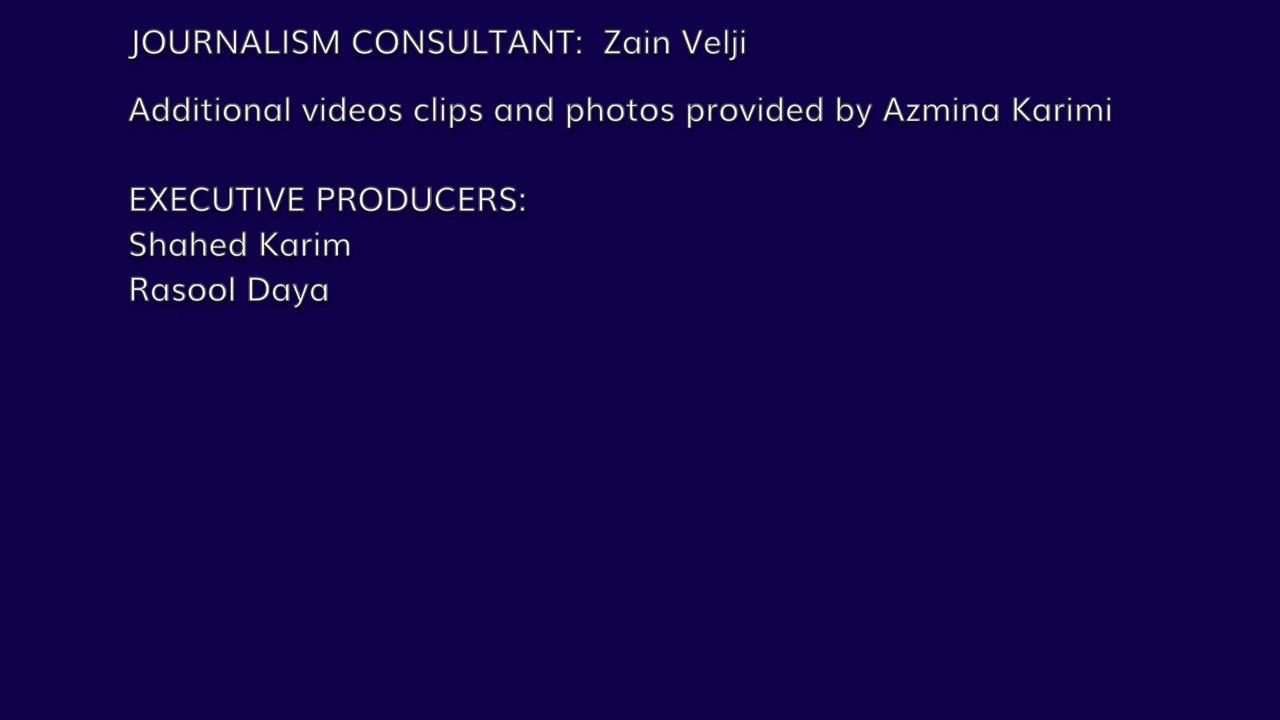 JOURNALISM CONSULTANT:  Zain Velji
Additional videos clips and photos provided by Azmina Karimi
EXECUTIVE PRODUCERS:
Shahed Karim
Rasool Daya